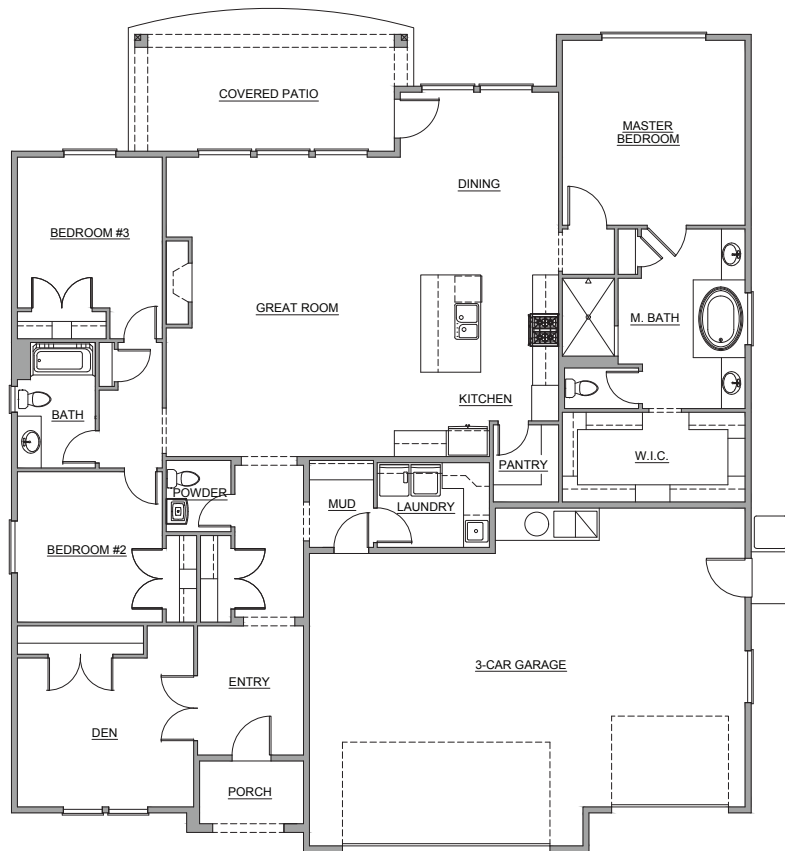 COVERED PATIO
MASTER
BEDROOM
DINING
BEDROOM #3
GREAT ROOM
M. BATH
KITCHEN
BATH
W.I.C.
PANTRY
POWDER
MUD
LAUNDRY
BEDROOM #2
3-CAR GARAGE
ENTRY
DEN
PORCH